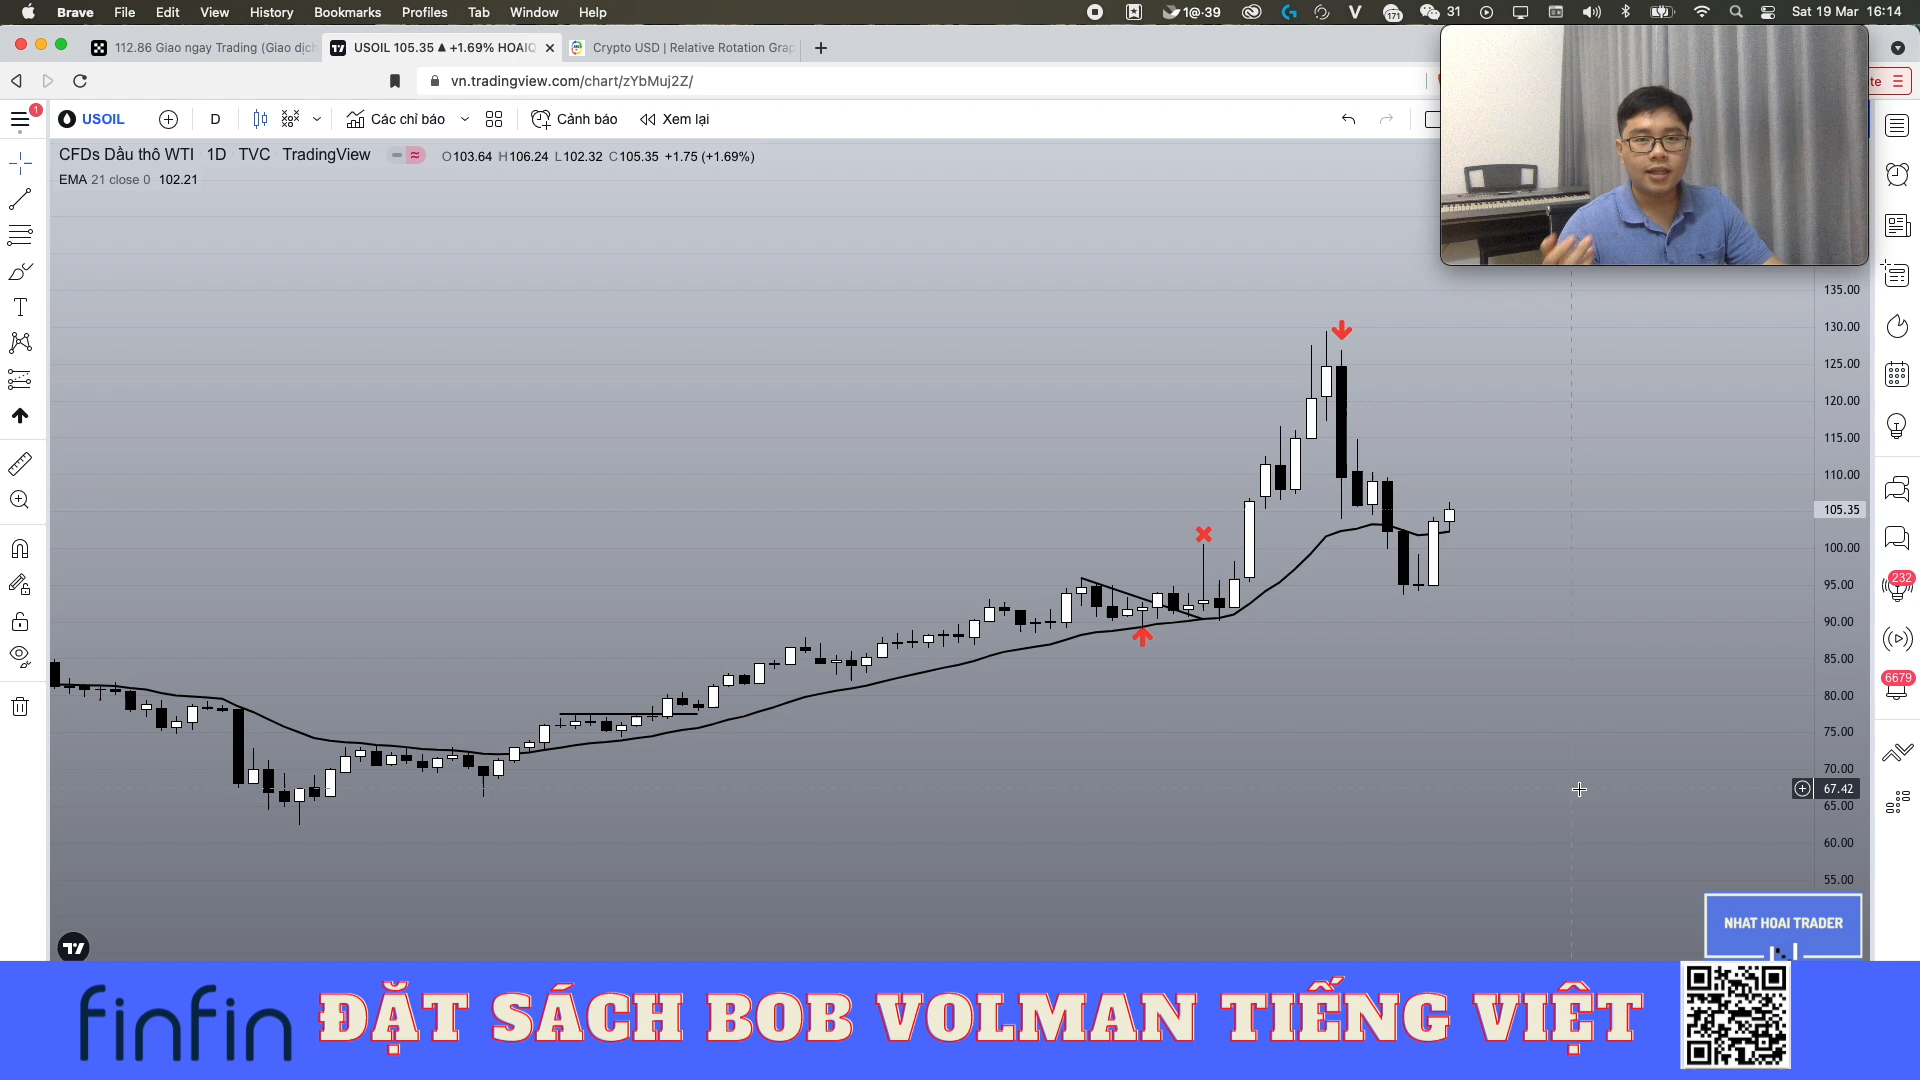 Brave File Edit View History Bookmarks Profiles Tab Window Help 1@-39 171 31 Sat 19 Mar 16:14
112.86 Giao ngay Trading (Giao dịch USOIL 105.35 ▲ +1.69% HOAIC Crypto USD | Relative Rotation Grap
vn.tradingview.com/chart/zYbMuj2Z/
1 USOIL D Các chỉ báo Cảnh báo Xem lại
CFDs Dầu thô WTI 1D TVC TradingView O103.64 H106.24 L102.32 C105.35 +1.75 (+1.69%)
EMA 21 close 0 102.21
135.00
130.00
125.00
120.00
115.00
110.00
105.35
100.00
95.00
90.00
85.00
80.00
75.00
70.00
67.42
65.00
60.00
55.00
232
6679
NHAT HOAI TRADER
finfin ĐẶT SÁCH BOB VOLMAN TIẾNG VIỆT